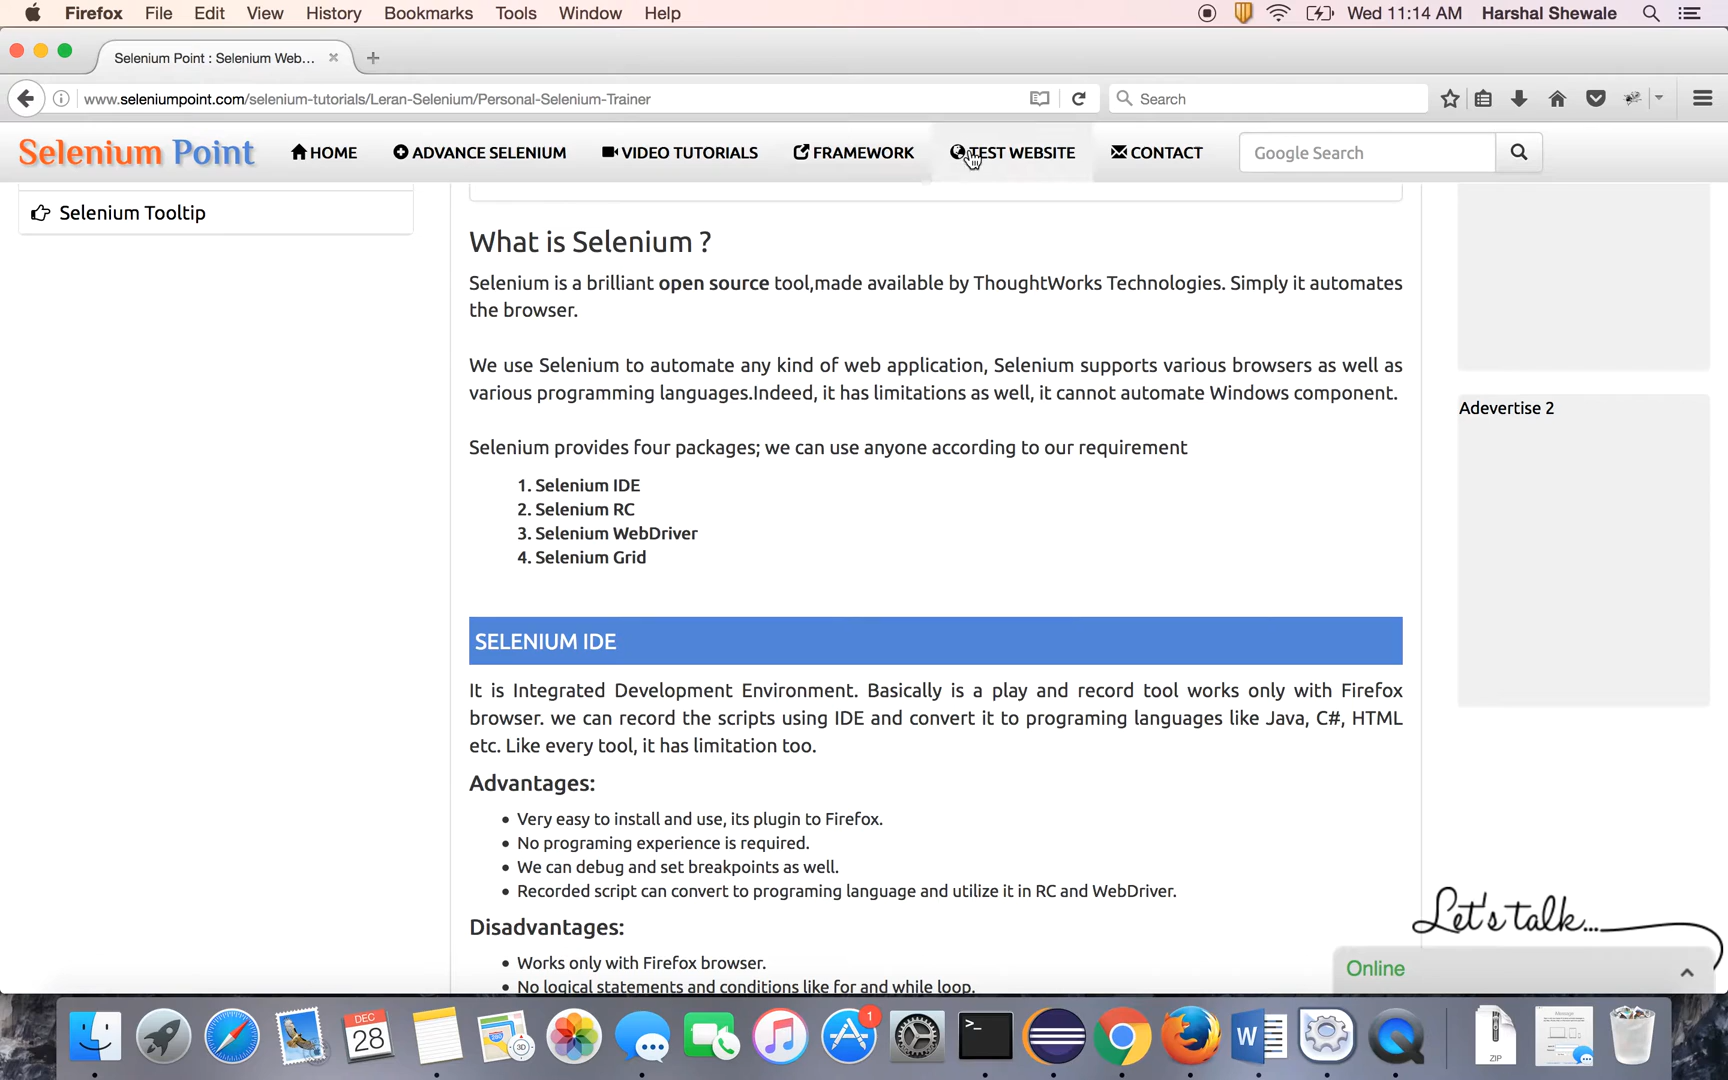 Firefox File Edit View History Bookmarks Tools Window Help Wed 11:14 AM Harshal Shewale
Selenium Point : Selenium Web...
www.seleniumpoint.com/selenium-tutorials/Leran-Selenium/Personal-Selenium-Trainer Search
Selenium Point HOME ADVANCE SELENIUM VIDEO TUTORIALS FRAMEWORK TEST WEBSITE CONTACT Google Search
Selenium Tooltip
What is Selenium ?
Selenium is a brilliant open source tool,made available by ThoughtWorks Technologies. Simply it automates
the browser.
We use Selenium to automate any kind of web application, Selenium supports various browsers as well as
various programming languages.Indeed, it has limitations as well, it cannot automate Windows component.
Selenium provides four packages; we can use anyone according to our requirement
1. Selenium IDE
2. Selenium RC
3. Selenium WebDriver
4. Selenium Grid
SELENIUM IDE
It is Integrated Development Environment. Basically is a play and record tool works only with Firefox
browser. we can record the scripts using IDE and convert it to programing languages like Java, C#, HTML
etc. Like every tool, it has limitation too.
Advantages:
Very easy to install and use, its plugin to Firefox.
No programing experience is required.
We can debug and set breakpoints as well.
Recorded script can convert to programing language and utilize it in RC and WebDriver.
Disadvantages:
Works only with Firefox browser.
No logical statements and conditions like for and while loop.
Adevertise 2
Let's talk...
Online
DEC
28
3D
1
>_
W
ZIP